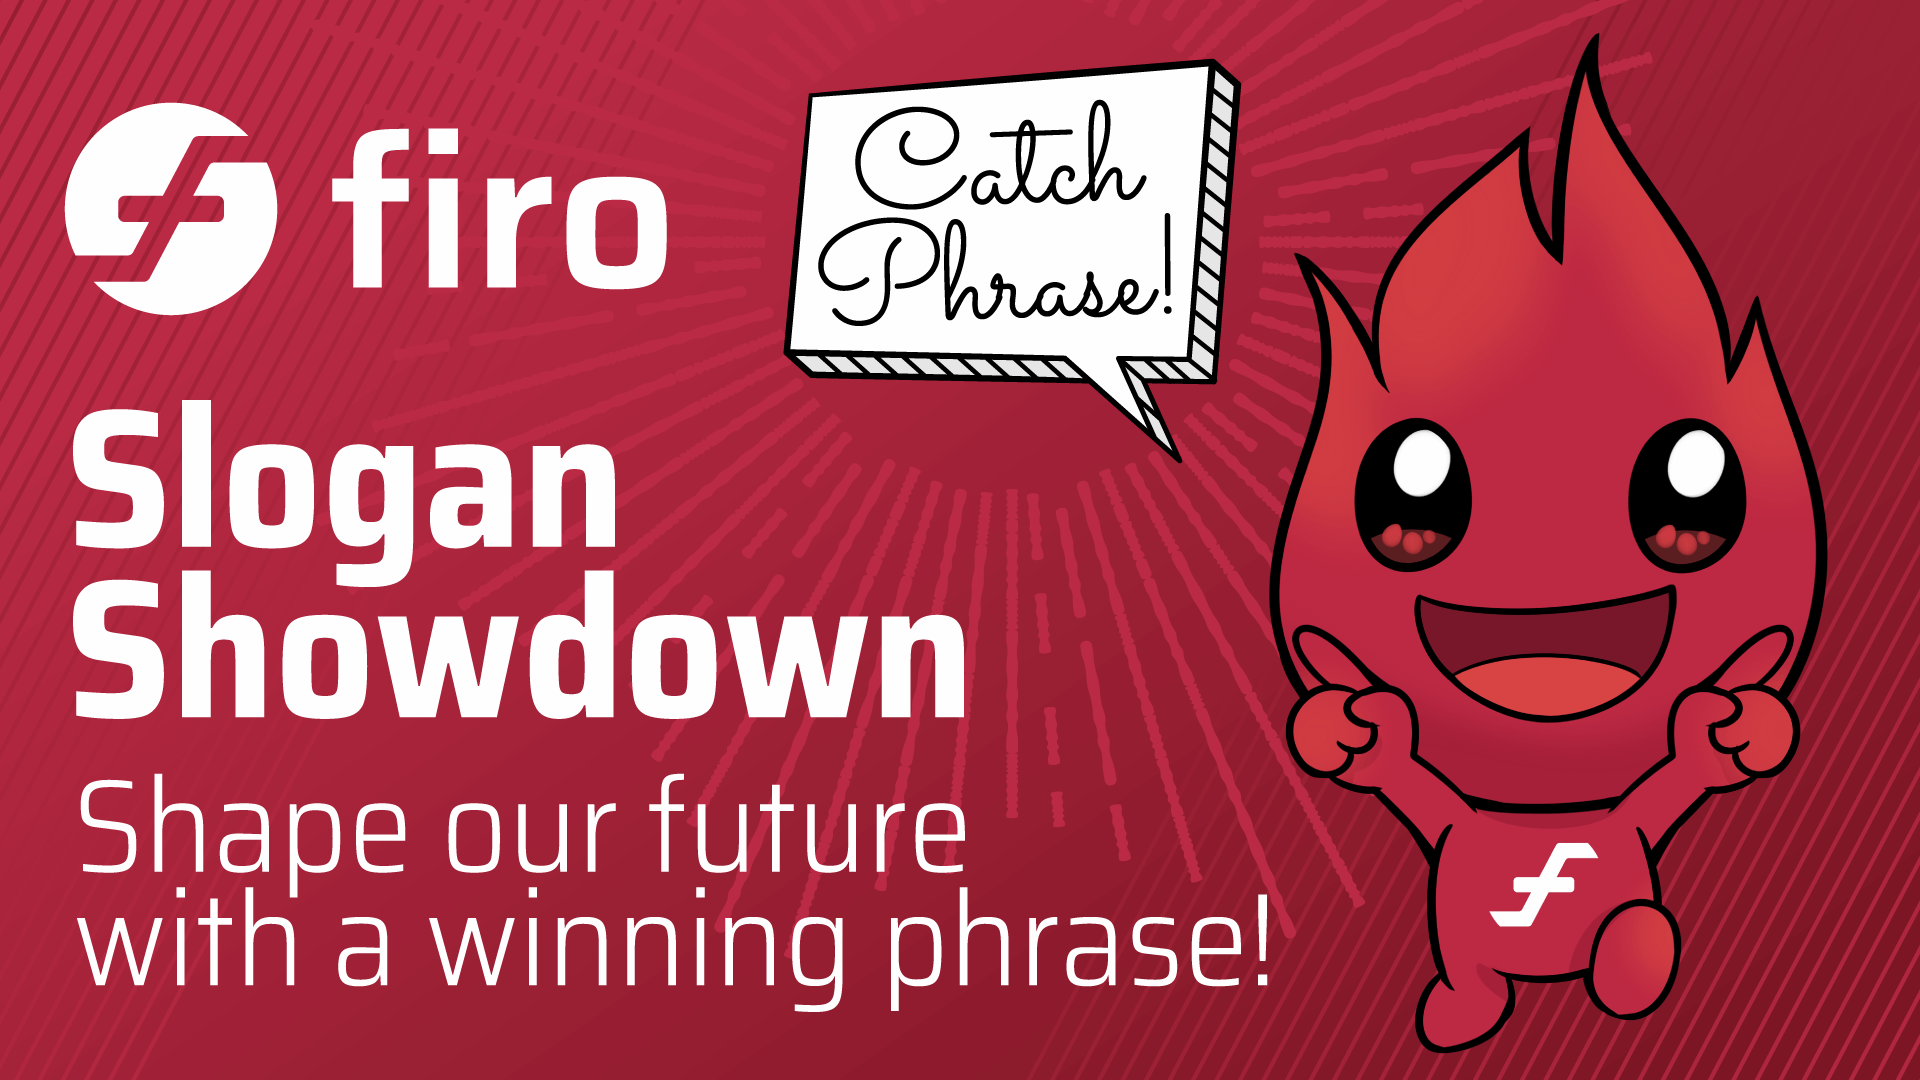 firo
Catch
Phrase!
Slogan
Showdown
Shape our future
with a winning phrase!